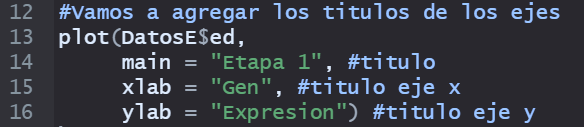 12 #Vamos a agregar los titulos de los ejes
13 plot(DatosE$ed,
14 main = "Etapa 1", #titulo
15 xlab = "Gen", #titulo eje x
16 ylab = "Expresion") #titulo eje y